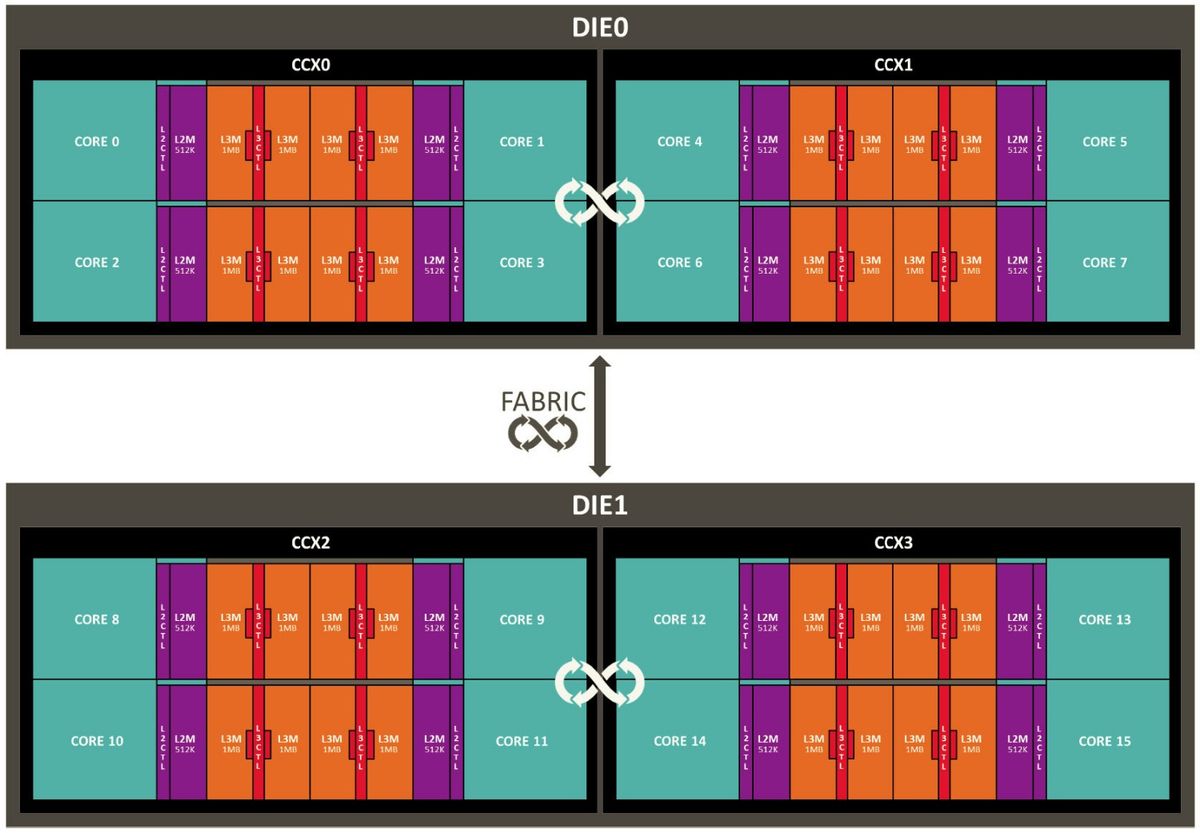 DIE0
CCX0 CCX1
CORE 0 L2CTL L2M 512K L3M 1MB L3CTL L3M 1MB L3M 1MB L3CTL L3M 1MB L2M 512K L2CTL CORE 1 CORE 4 L2CTL L2M 512K L3M 1MB L3CTL L3M 1MB L3M 1MB L3CTL L3M 1MB L2M 512K L2CTL CORE 5
CORE 2 L2CTL L2M 512K L3M 1MB L3CTL L3M 1MB L3M 1MB L3CTL L3M 1MB L2M 512K L2CTL CORE 3 CORE 6 L2CTL L2M 512K L3M 1MB L3CTL L3M 1MB L3M 1MB L3CTL L3M 1MB L2M 512K L2CTL CORE 7
FABRIC
DIE1
CCX2 CCX3
CORE 8 L2CTL L2M 512K L3M 1MB L3CTL L3M 1MB L3M 1MB L3CTL L3M 1MB L2M 512K L2CTL CORE 9 CORE 12 L2CTL L2M 512K L3M 1MB L3CTL L3M 1MB L3M 1MB L3CTL L3M 1MB L2M 512K L2CTL CORE 13
CORE 10 L2CTL L2M 512K L3M 1MB L3CTL L3M 1MB L3M 1MB L3CTL L3M 1MB L2M 512K L2CTL CORE 11 CORE 14 L2CTL L2M 512K L3M 1MB L3CTL L3M 1MB L3M 1MB L3CTL L3M 1MB L2M 512K L2CTL CORE 15